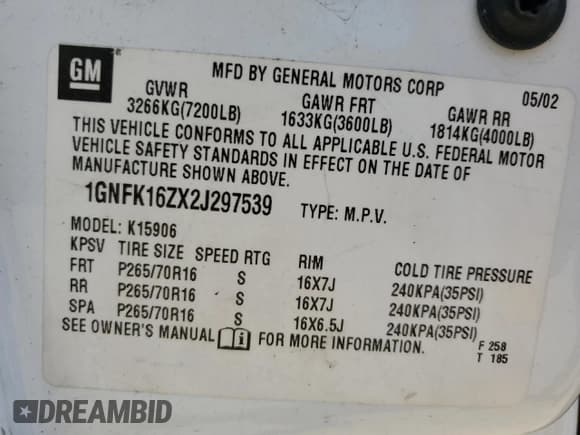 GM
MFD BY GENERAL MOTORS CORP 05/02
GVWR GAWR FRT GAWR RR
3266KG(7200LB) 1633KG(3600LB) 1814KG(4000LB)
THIS VEHICLE CONFORMS TO ALL APPLICABLE U.S. FEDERAL MOTOR
VEHICLE SAFETY STANDARDS IN EFFECT ON THE DATE OF
MANUFACTURE SHOWN ABOVE.
1GNFK16ZX2J297539 TYPE: M.P.V.
MODEL: K15906
KPSV TIRE SIZE SPEED RTG RIM COLD TIRE PRESSURE
FRT P265/70R16 S 16X7J 240KPA(35PSI)
RR P265/70R16 S 16X7J 240KPA(35PSI)
SPA P265/70R16 S 16X6.5J 240KPA(35PSI)
SEE OWNER'S MANUAL i FOR MORE INFORMATION. F 258
T 185
DREAMBID